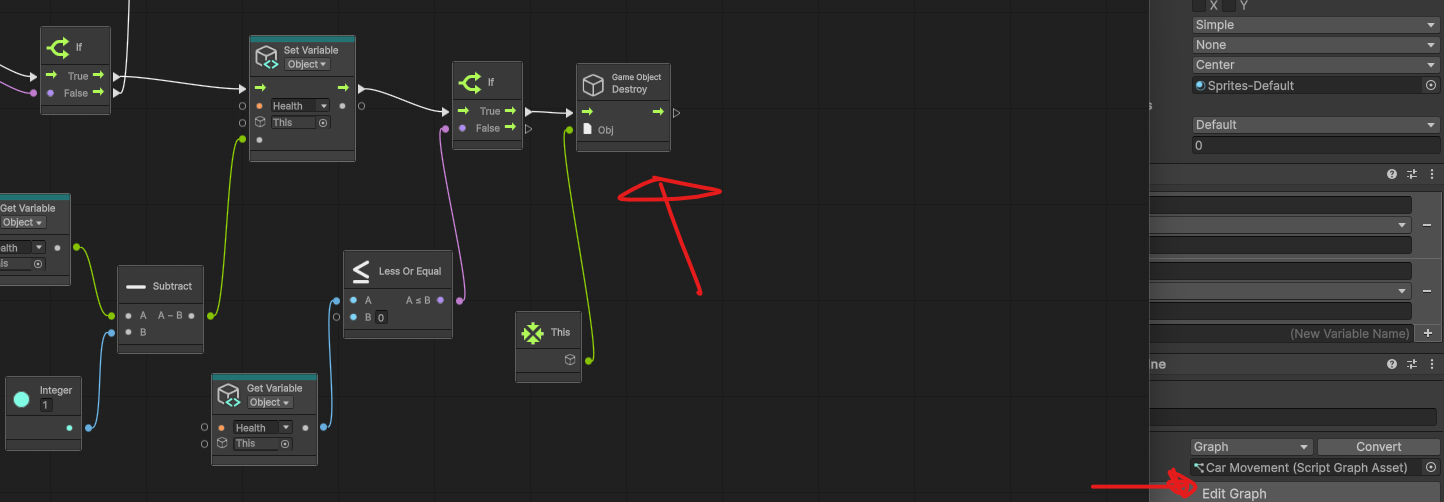 X Y
Simple
None
Center
Sprites-Default
s
Default
0
If
True
False
Set Variable
Object
Health
This
If
True
False
Game Object
Destroy
Obj
Get Variable
Object
alth
is
Subtract
A A – B
B
Less Or Equal
A A ≤ B
B 0
This
Integer
1
Get Variable
Object
Health
This
(New Variable Name)
ne
Graph Convert
Car Movement (Script Graph Asset)
Edit Graph